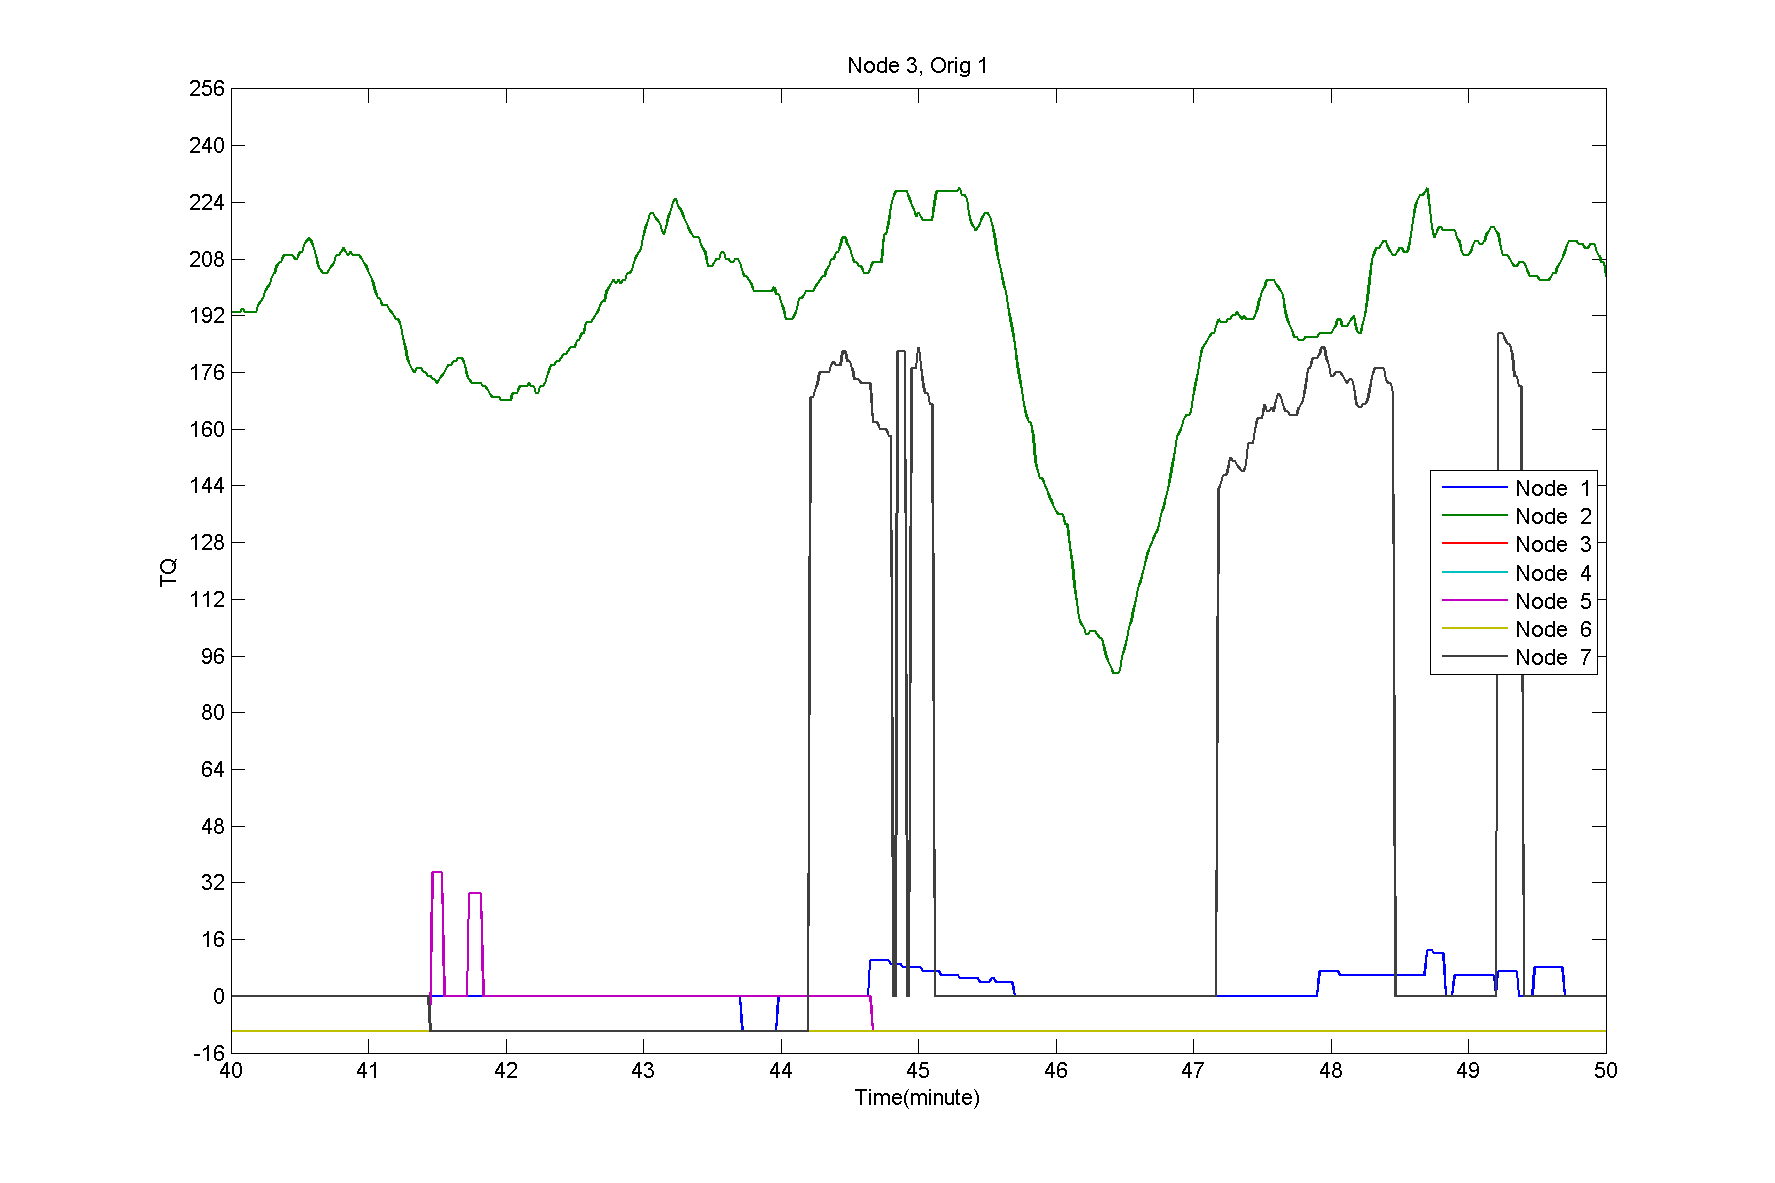 Node 3, Orig 1
256
240
224
208
192
176
160
144
128
112
96
80
64
48
32
16
0
-16
TQ
Node 1
Node 2
Node 3
Node 4
Node 5
Node 6
Node 7
40 41 42 43 44 45 46 47 48 49 50
Time(minute)